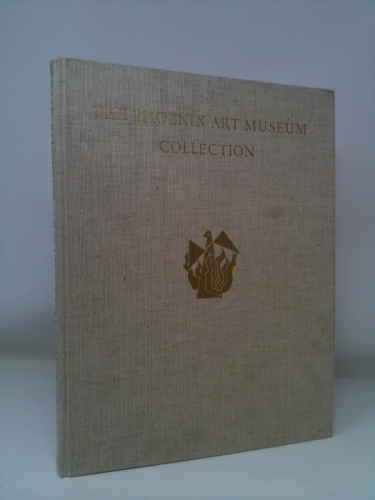 THE PHOENIX ART MUSEUM
COLLECTION